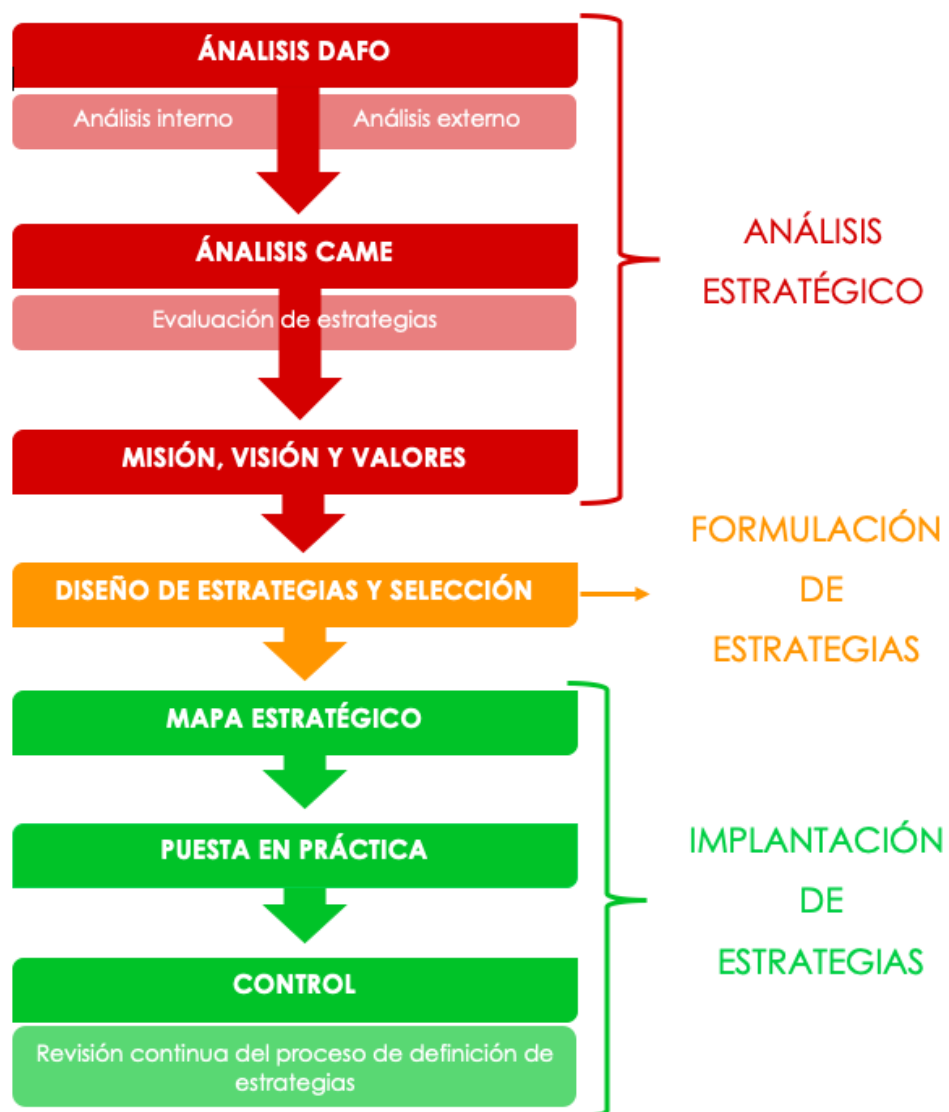 ÁNALISIS DAFO
Análisis interno
Análisis externo
ÁNALISIS CAME
Evaluación de estrategias
MISIÓN, VISIÓN Y VALORES
ANÁLISIS
ESTRATÉGICO
DISEÑO DE ESTRATEGIAS Y SELECCIÓN
FORMULACIÓN
DE
ESTRATEGIAS
MAPA ESTRATÉGICO
PUESTA EN PRÁCTICA
CONTROL
Revisión continua del proceso de definición de
estrategias
IMPLANTACIÓN
DE
ESTRATEGIAS